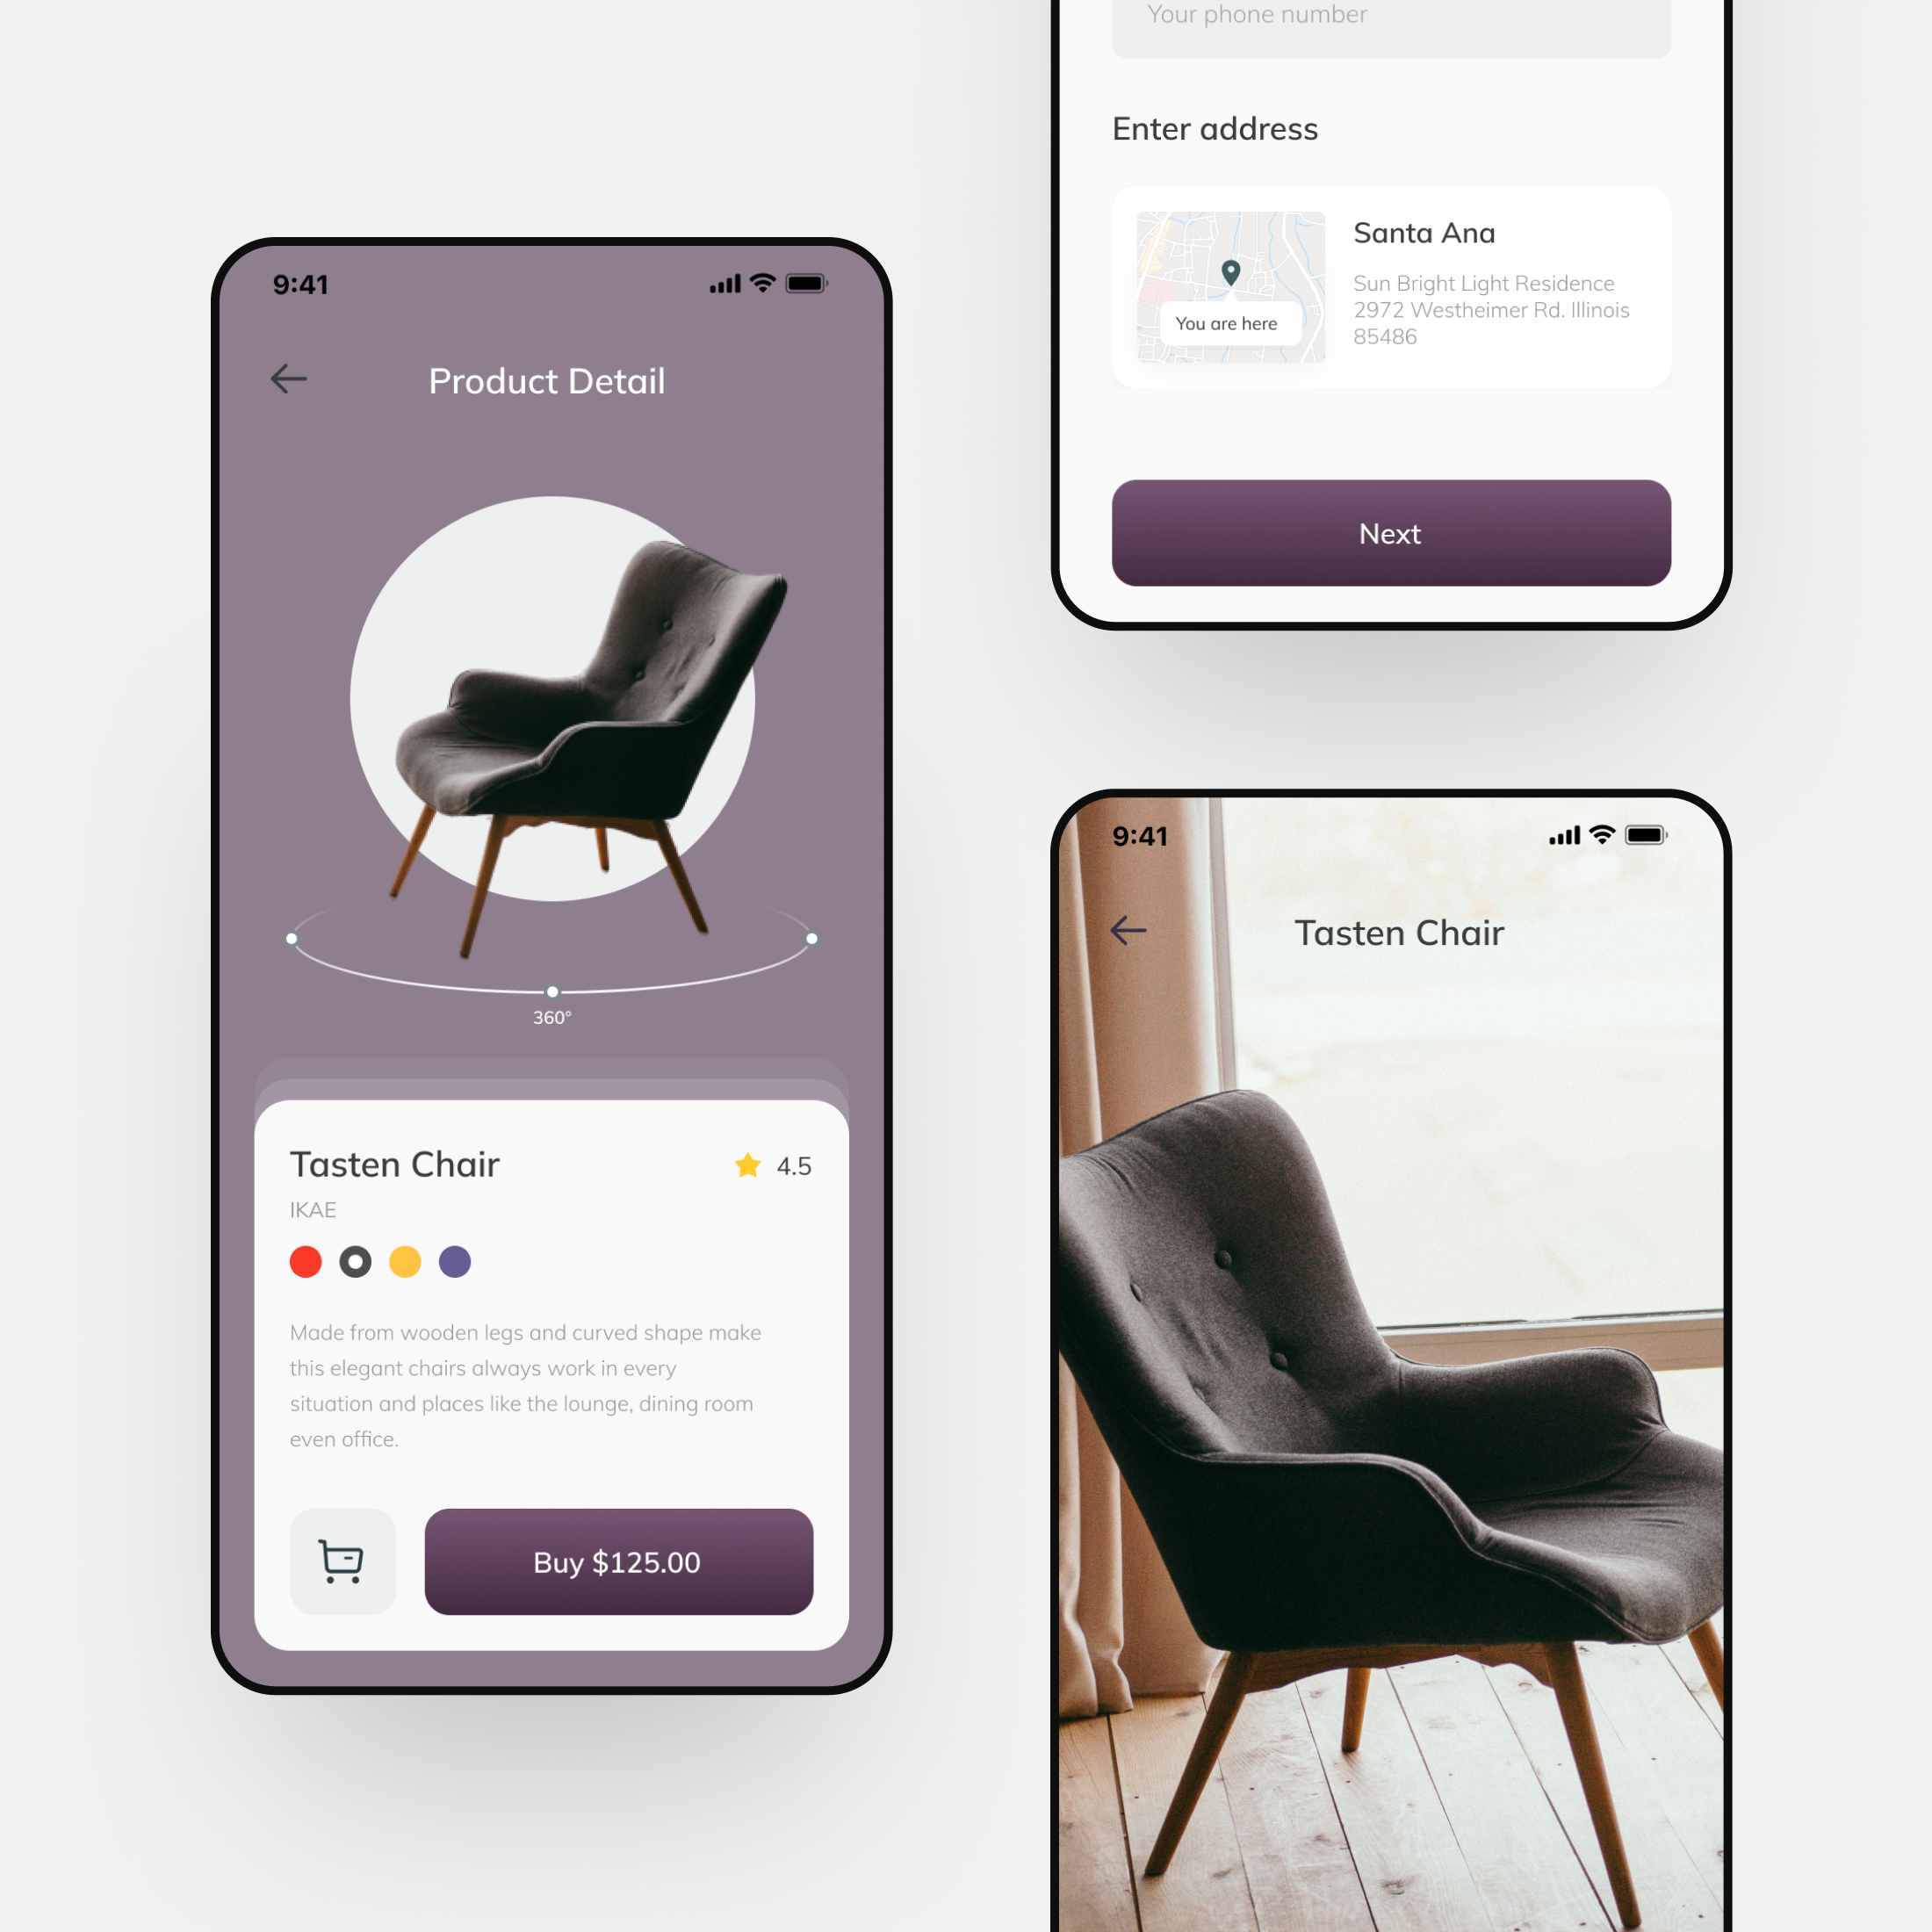 9:41
Product Detail
360°
Tasten Chair
4.5
IKAE
Made from wooden legs and curved shape make
this elegant chairs always work in every
situation and places like the lounge, dining room
even office.
Buy $125.00
Your phone number
Enter address
You are here
Santa Ana
Sun Bright Light Residence
2972 Westheimer Rd. Illinois
85486
Next
9:41
Tasten Chair